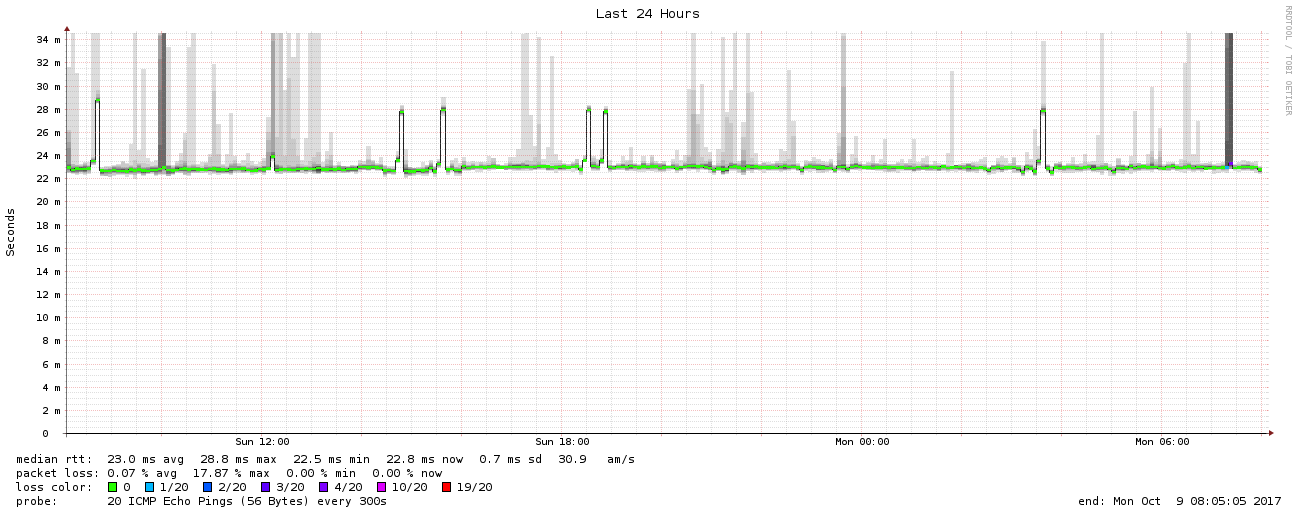 Last 24 Hours
RRDTOOL / TOBI OETIKER
34 m
32 m
30 m
28 m
26 m
24 m
22 m
20 m
18 m
16 m
14 m
12 m
10 m
8 m
6 m
4 m
2 m
0
Seconds
Sun 12:00 Sun 18:00 Mon 00:00 Mon 06:00
median rtt: 23.0 ms avg 28.8 ms max 22.5 ms min 22.8 ms now 0.7 ms sd 30.9 am/s
packet loss: 0.07 % avg 17.87 % max 0.00 % min 0.00 % now
loss color: 0 1/20 2/20 3/20 4/20 10/20 19/20
probe: 20 ICMP Echo Pings (56 Bytes) every 300s end: Mon Oct 9 08:05:05 2017